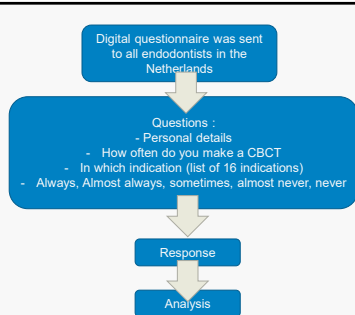 Digital questionnaire was sent
to all endodontists in the
Netherlands
Questions :
- Personal details
- How often do you make a CBCT
- In which indication (list of 16 indications)
- Always, Almost always, sometimes, almost never, never
Response
Analysis